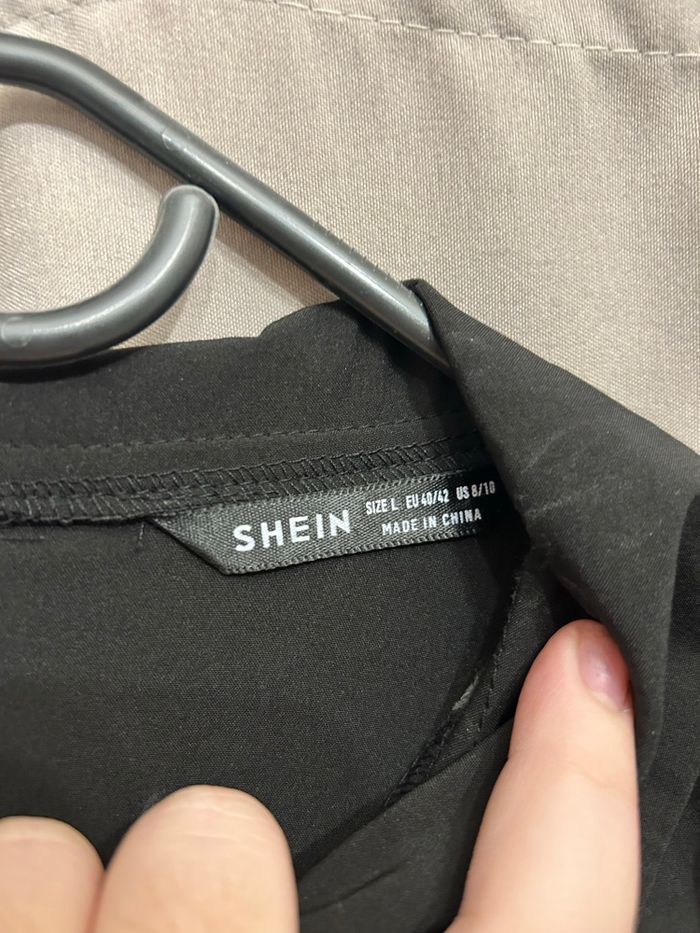 SHEIN
SIZE L EU 40/42 US 8/10
MADE IN CHINA